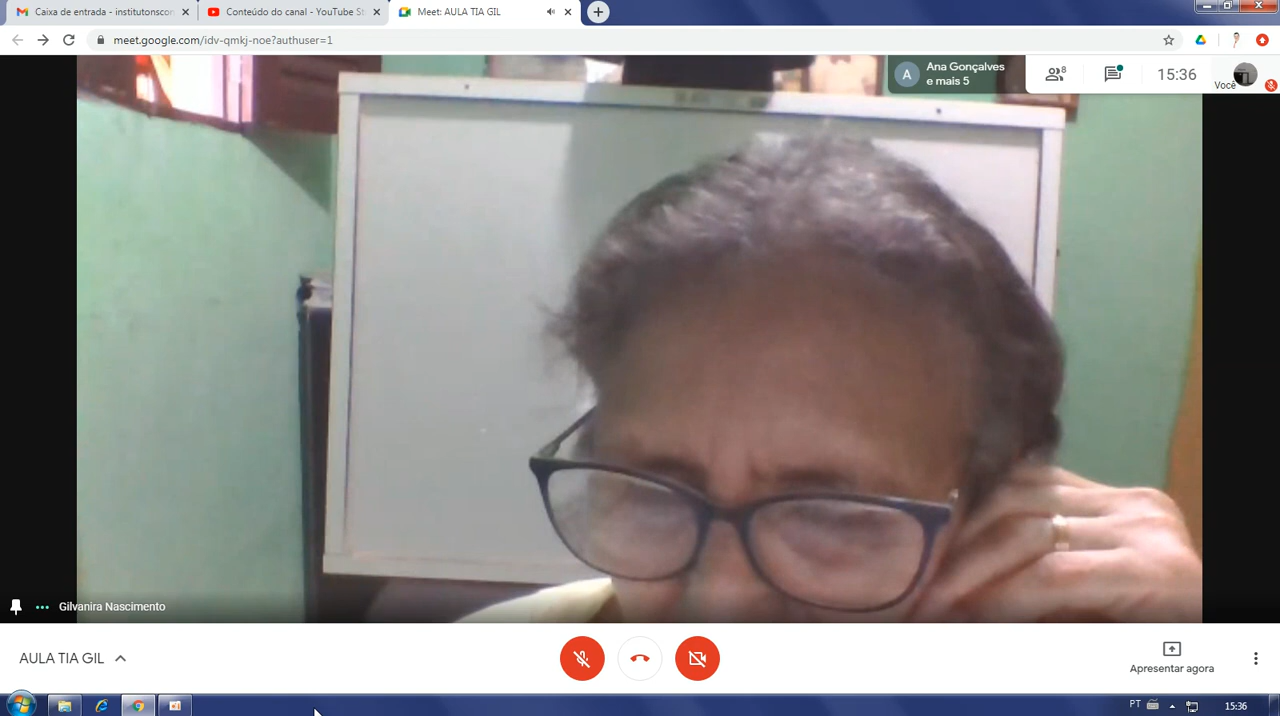 Caixa de entrada - institutonscon
Conteúdo do canal - YouTube St
Meet: AULA TIA GIL
meet.google.com/idv-qmkj-noe?authuser=1
A
Ana Gonçalves
e mais 5
8
15:36
Você
Gilvanira Nascimento
AULA TIA GIL
Apresentar agora
PT
15:36